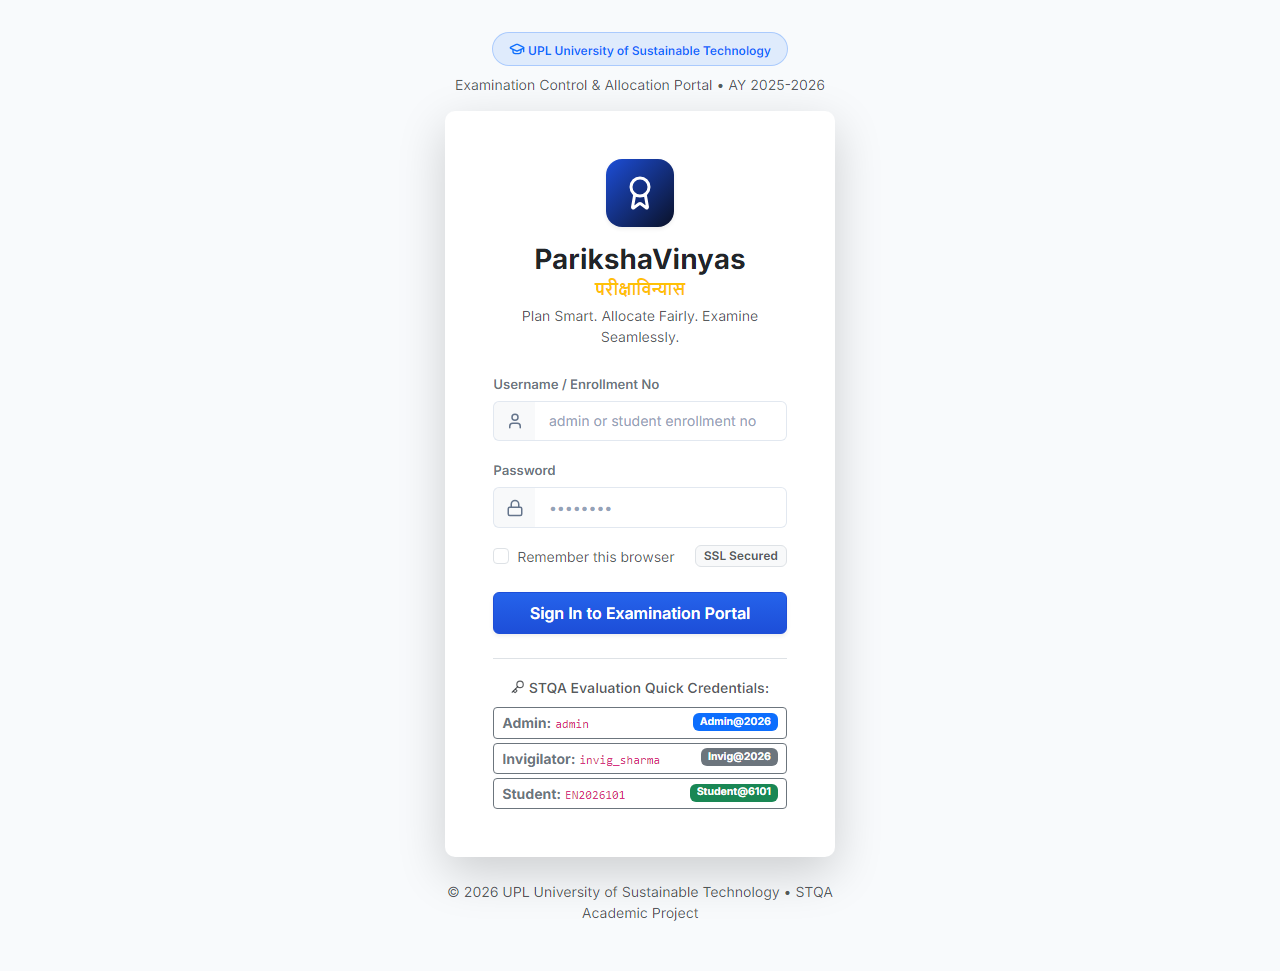 UPL University of Sustainable Technology
Examination Control & Allocation Portal • AY 2025-2026
ParikshaVinyas
परीक्षाविन्यास
Plan Smart. Allocate Fairly. Examine
Seamlessly.
Username / Enrollment No
admin or student enrollment no
Password
••••••••
Remember this browser SSL Secured
Sign In to Examination Portal
STQA Evaluation Quick Credentials:
Admin: admin Admin@2026
Invigilator: invig_sharma Invig@2026
Student: EN2026101 Student@6101
© 2026 UPL University of Sustainable Technology • STQA
Academic Project